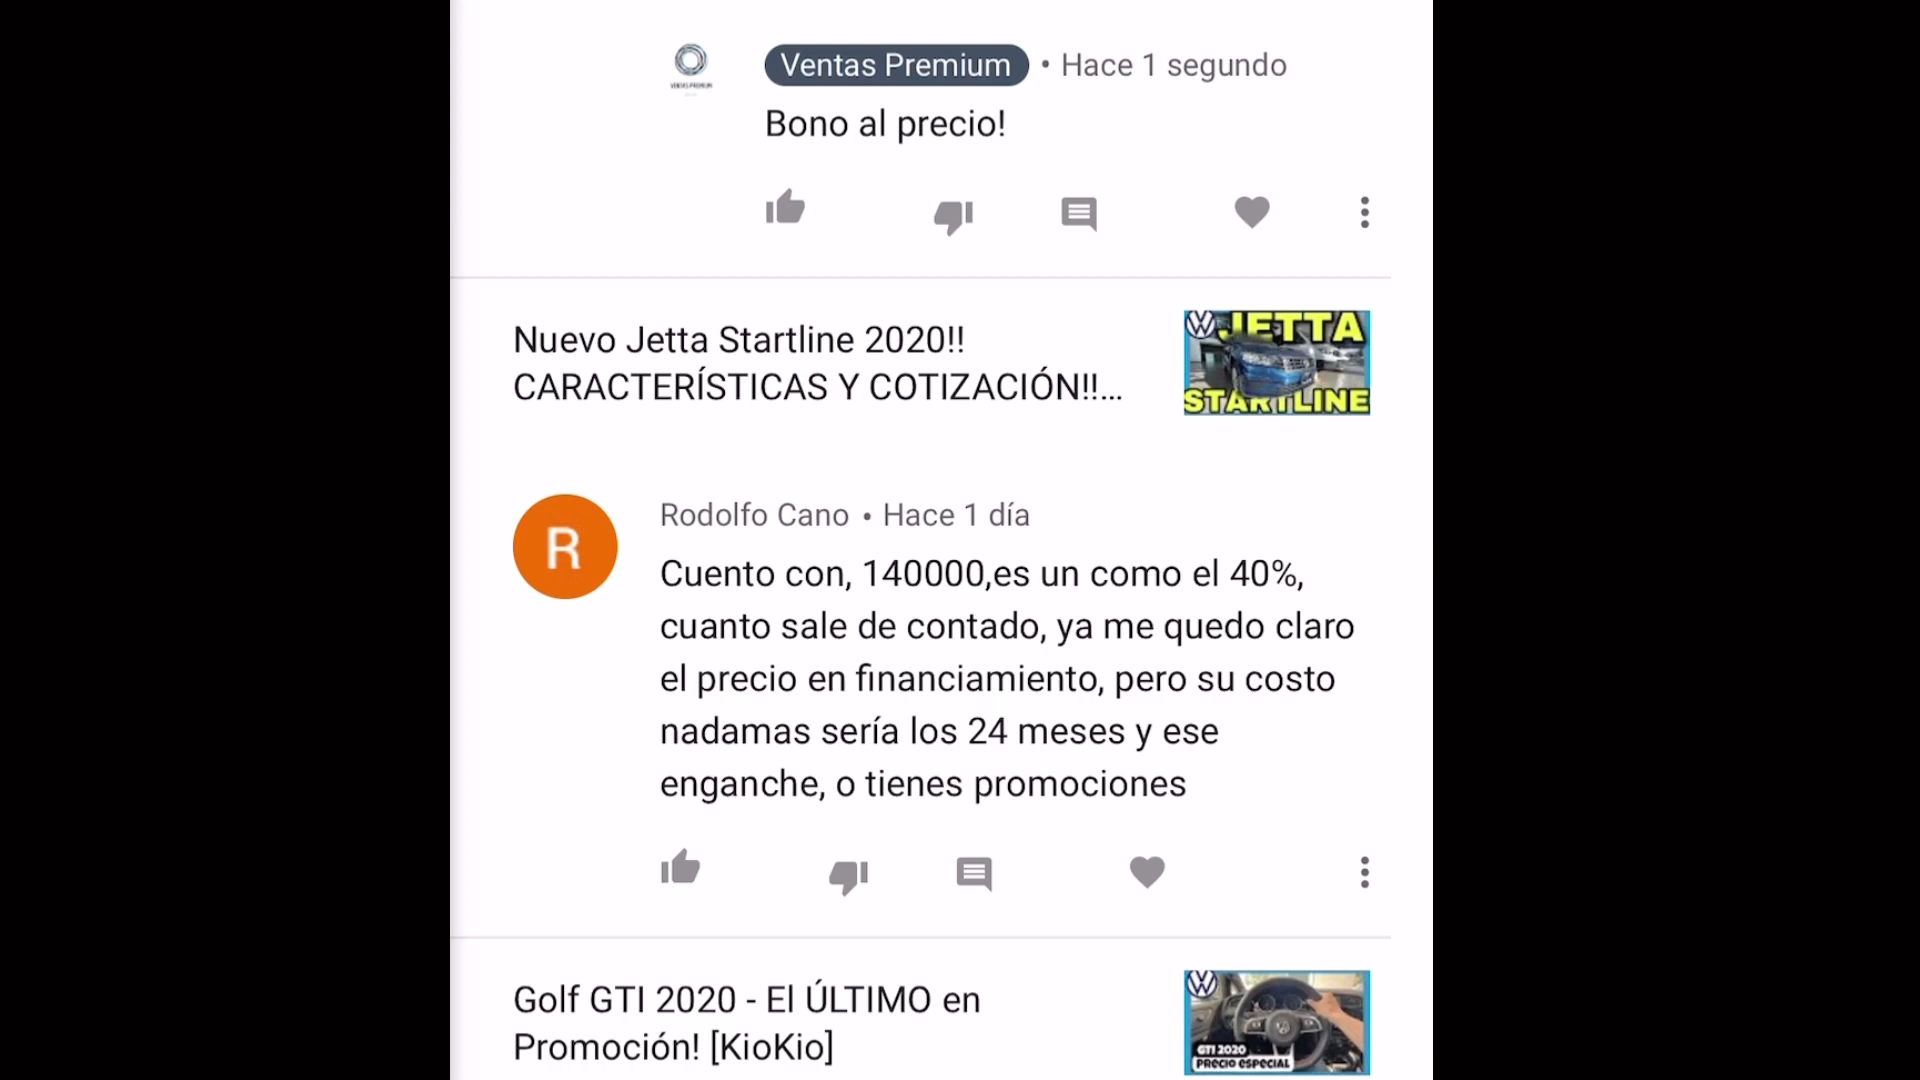 VENTAS PREMIUM
Ventas Premium • Hace 1 segundo
Bono al precio!
Nuevo Jetta Startline 2020!!
CARACTERÍSTICAS Y COTIZACIÓN!!...
JETTA
STARTLINE
R
Rodolfo Cano • Hace 1 día
Cuento con, 140000,es un como el 40%,
cuanto sale de contado, ya me quedo claro
el precio en financiamiento, pero su costo
nadamas sería los 24 meses y ese
enganche, o tienes promociones
Golf GTI 2020 - El ÚLTIMO en
Promoción! [KioKio]
GTI 2020
PRECIO ESPECIAL